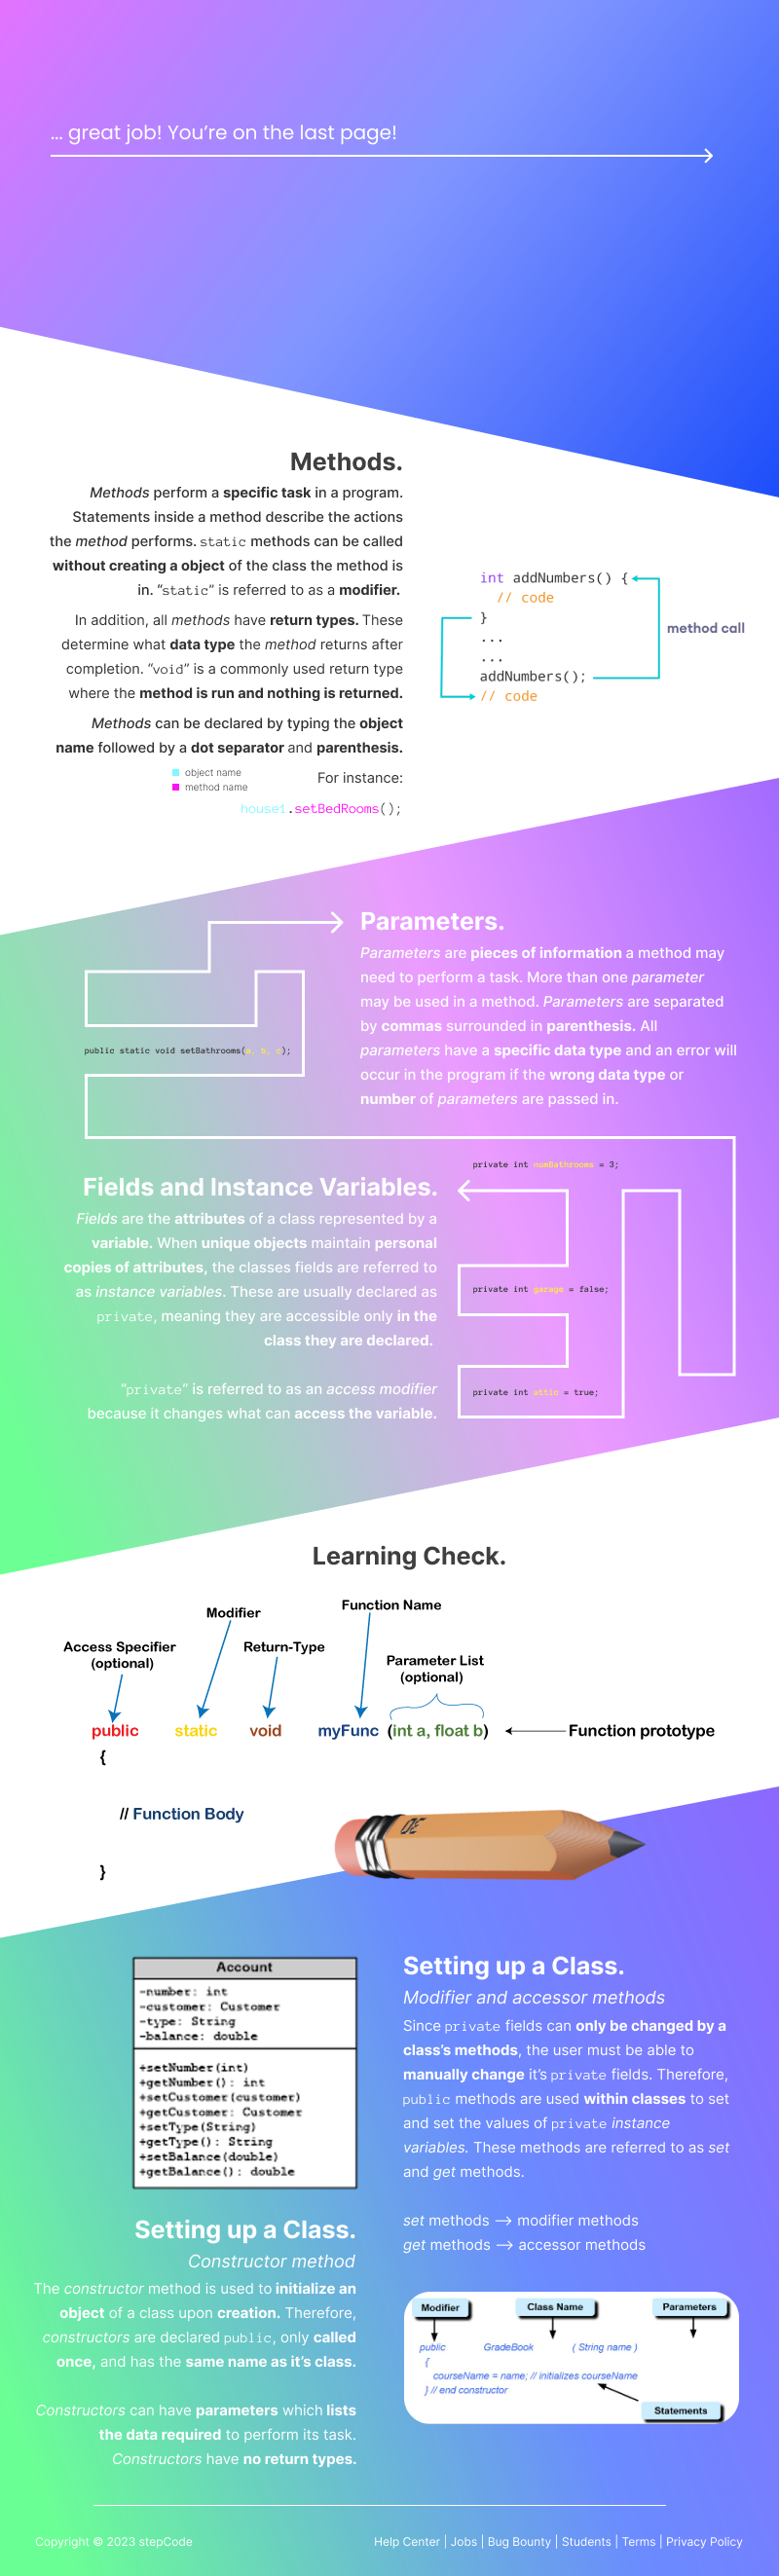 ... great job! You're on the last page!
Methods.
Methods perform a specific task in a program.
Statements inside a method describe the actions
the method performs. static methods can be called
without creating a object of the class the method is
in. “static” is referred to as a modifier.
In addition, all methods have return types. These
determine what data type the method returns after
completion. “void” is a commonly used return type
where the method is run and nothing is returned.
Methods can be declared by typing the object
name followed by a dot separator and parenthesis.
object name
method name
For instance:
house1.setBedRooms();
int addNumbers() {
// code
}
...
...
addNumbers();
// code
method call
Parameters.
Parameters are pieces of information a method may
need to perform a task. More than one parameter
may be used in a method. Parameters are separated
by commas surrounded in parenthesis. All
parameters have a specific data type and an error will
occur in the program if the wrong data type or
number of parameters are passed in.
public static void setBathrooms(a, b, c);
Fields and Instance Variables.
Fields are the attributes of a class represented by a
variable. When unique objects maintain personal
copies of attributes, the classes fields are referred to
as instance variables. These are usually declared as
private, meaning they are accessible only in the
class they are declared.
“private” is referred to as an access modifier
because it changes what can access the variable.
private int numBathrooms = 3;
private int garage = false;
private int attic = true;
Learning Check.
Function Name
Modifier
Access Specifier
(optional)
Return-Type
Parameter List
(optional)
public static void myFunc (int a, float b) Function prototype
{
// Function Body
}
Account
-number: int
-customer: Customer
-type: String
-balance: double
+setNumber(int)
+getNumber(): int
+setCustomer(customer)
+getCustomer: Customer
+setType(String)
+getType(): String
+setBalance(double)
+getBalance(): double
Setting up a Class.
Modifier and accessor methods
Since private fields can only be changed by a
class's methods, the user must be able to
manually change it's private fields. Therefore,
public methods are used within classes to set
and set the values of private instance
variables. These methods are referred to as set
and get methods.
set methods → modifier methods
get methods → accessor methods
Setting up a Class.
Constructor method
The constructor method is used to initialize an
object of a class upon creation. Therefore,
constructors are declared public, only called
once, and has the same name as it's class.
Constructors can have parameters which lists
the data required to perform its task.
Constructors have no return types.
Modifier Class Name Parameters
public GradeBook ( String name )
{
courseName = name; // initializes courseName
} // end constructor
Statements
Copyright © 2023 stepCode
Help Center | Jobs | Bug Bounty | Students | Terms | Privacy Policy